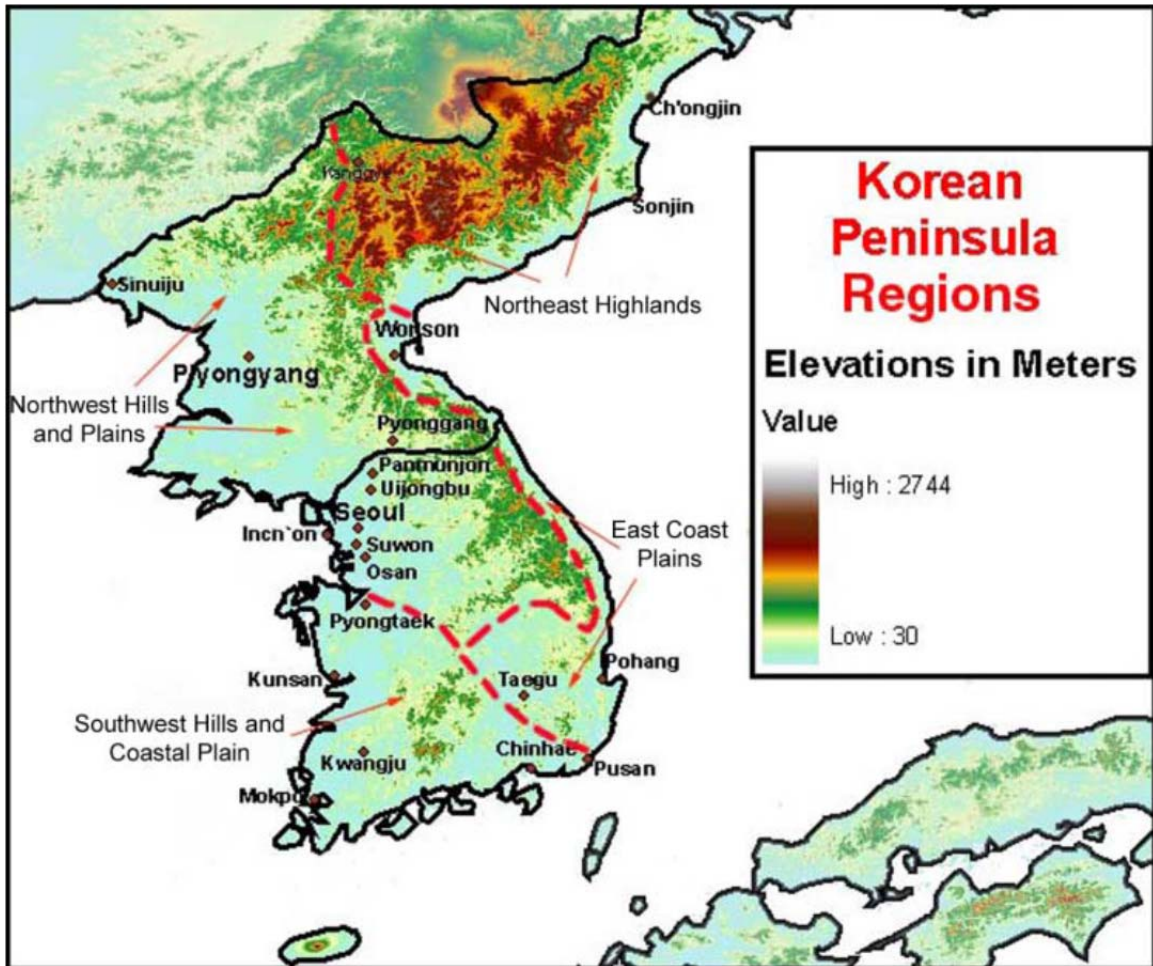 Ch'ongjin
Kanggye
Sonjin
Sinuiju
Northeast Highlands
Wonson
Pyongyang
Northwest Hills
and Plains
Pyonggang
Panmunjon
Uijongbu
Seoul
Incn`on
Suwon
Osan
East Coast
Plains
Pyongtaek
Pohang
Kunsan
Taegu
Southwest Hills and
Coastal Plain
Chinhae
Kwangju
Pusan
Mokpo
Korean
Peninsula
Regions
Elevations in Meters
Value
High : 2744
Low : 30